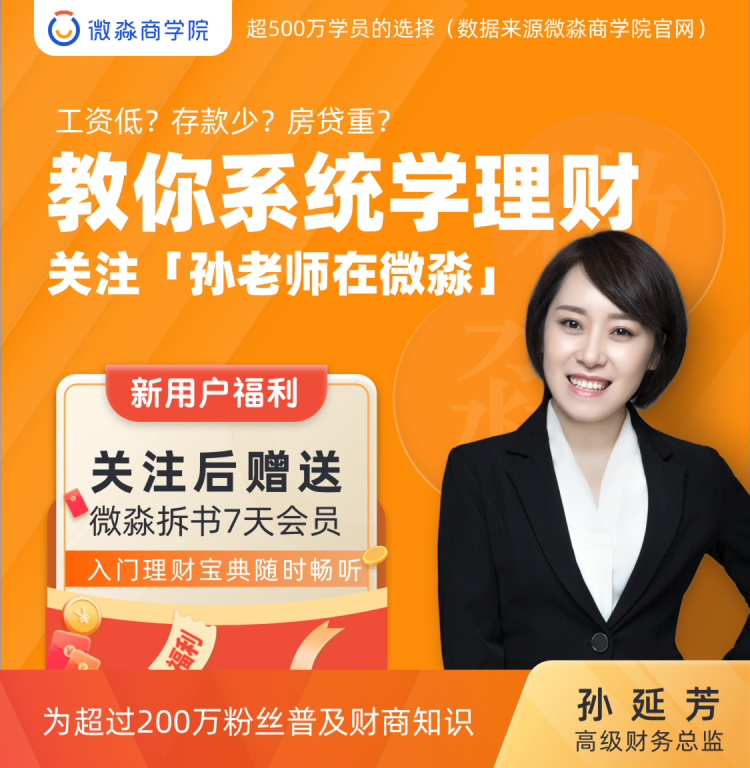 微淼商学院
超500万学员的选择（数据来源微淼商学院官网）
工资低？存款少？房贷重？
教你系统学理财
关注「孙老师在微淼」
新用户福利
关注后赠送
微淼拆书7天会员
入门理财宝典随时畅听
福利
为超过200万粉丝普及财商知识
孙延芳
高级财务总监